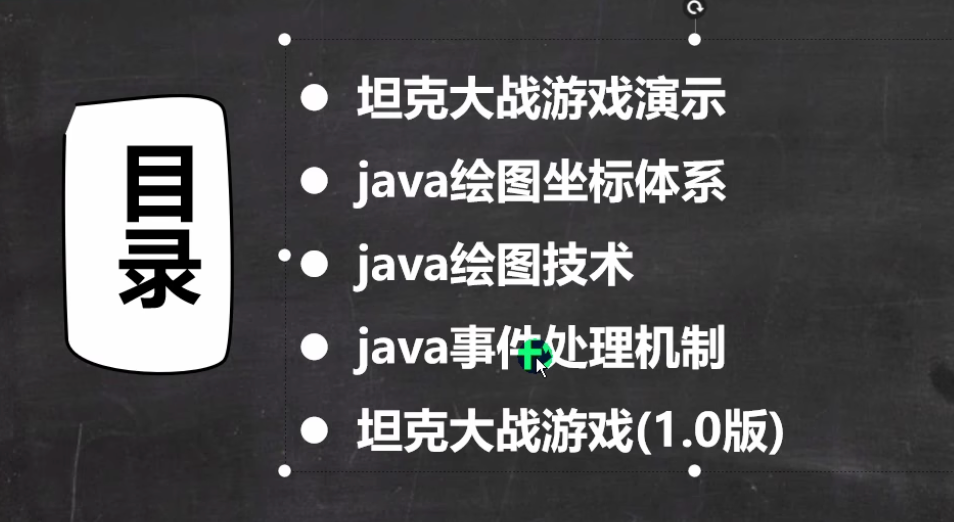 目录
坦克大战游戏演示
java绘图坐标体系
java绘图技术
java事件处理机制
坦克大战游戏(1.0版)